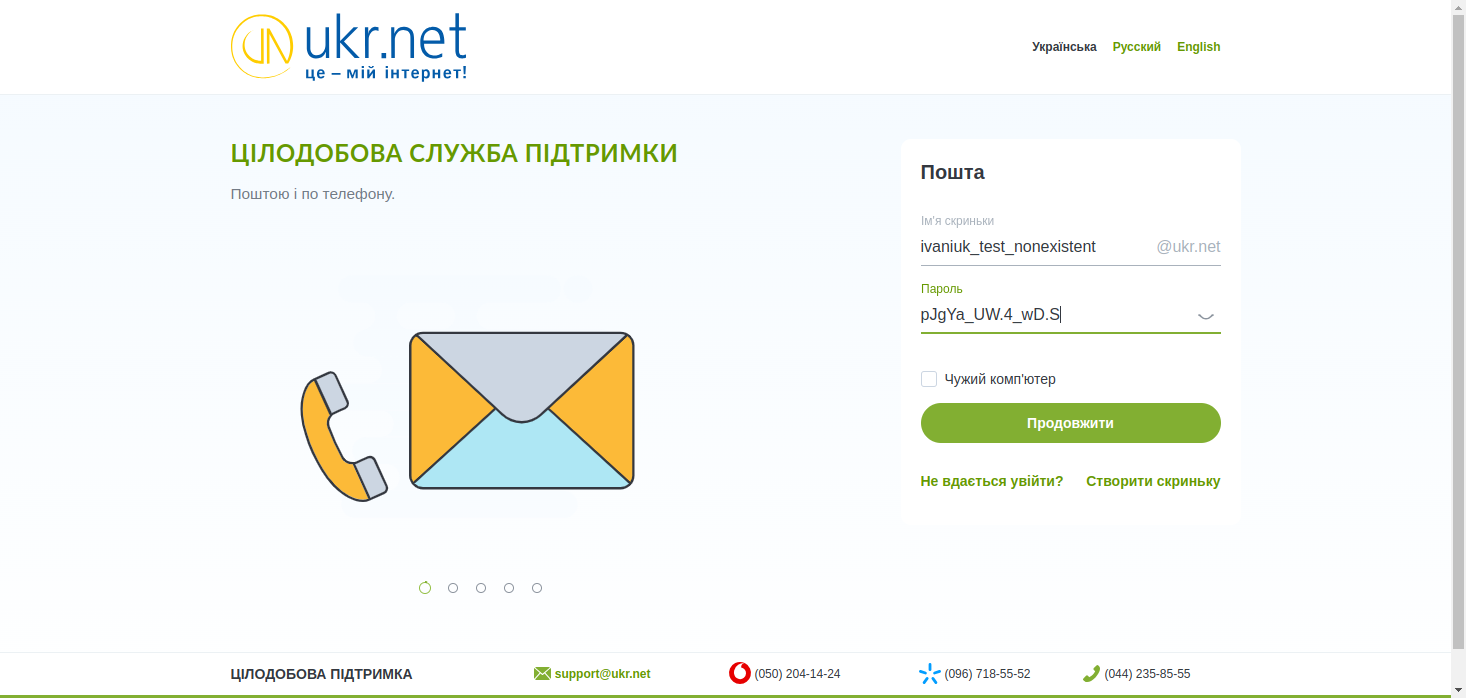 ukr.net
це – мій інтернет!
Українська Русский English
ЦІЛОДОБОВА СЛУЖБА ПІДТРИМКИ
Поштою і по телефону.
Пошта
Ім'я скриньки
ivaniuk_test_nonexistent @ukr.net
Пароль
pJgYa_UW.4_wD.S
Чужий комп'ютер
Продовжити
Не вдається увійти? Створити скриньку
ЦІЛОДОБОВА ПІДТРИМКА support@ukr.net (050) 204-14-24 (096) 718-55-52 (044) 235-85-55